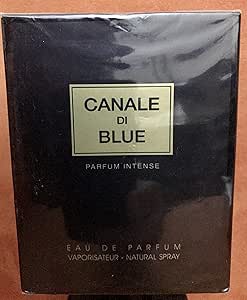 CANALE
DI
BLUE
PARFUM INTENSE
EAU DE PARFUM
VAPORISATEUR - NATURAL SPRAY